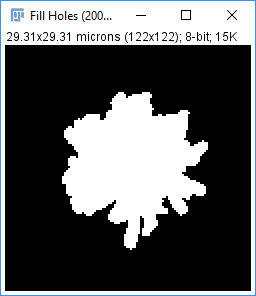 Fill Holes (200...
29.31x29.31 microns (122x122); 8-bit; 15K